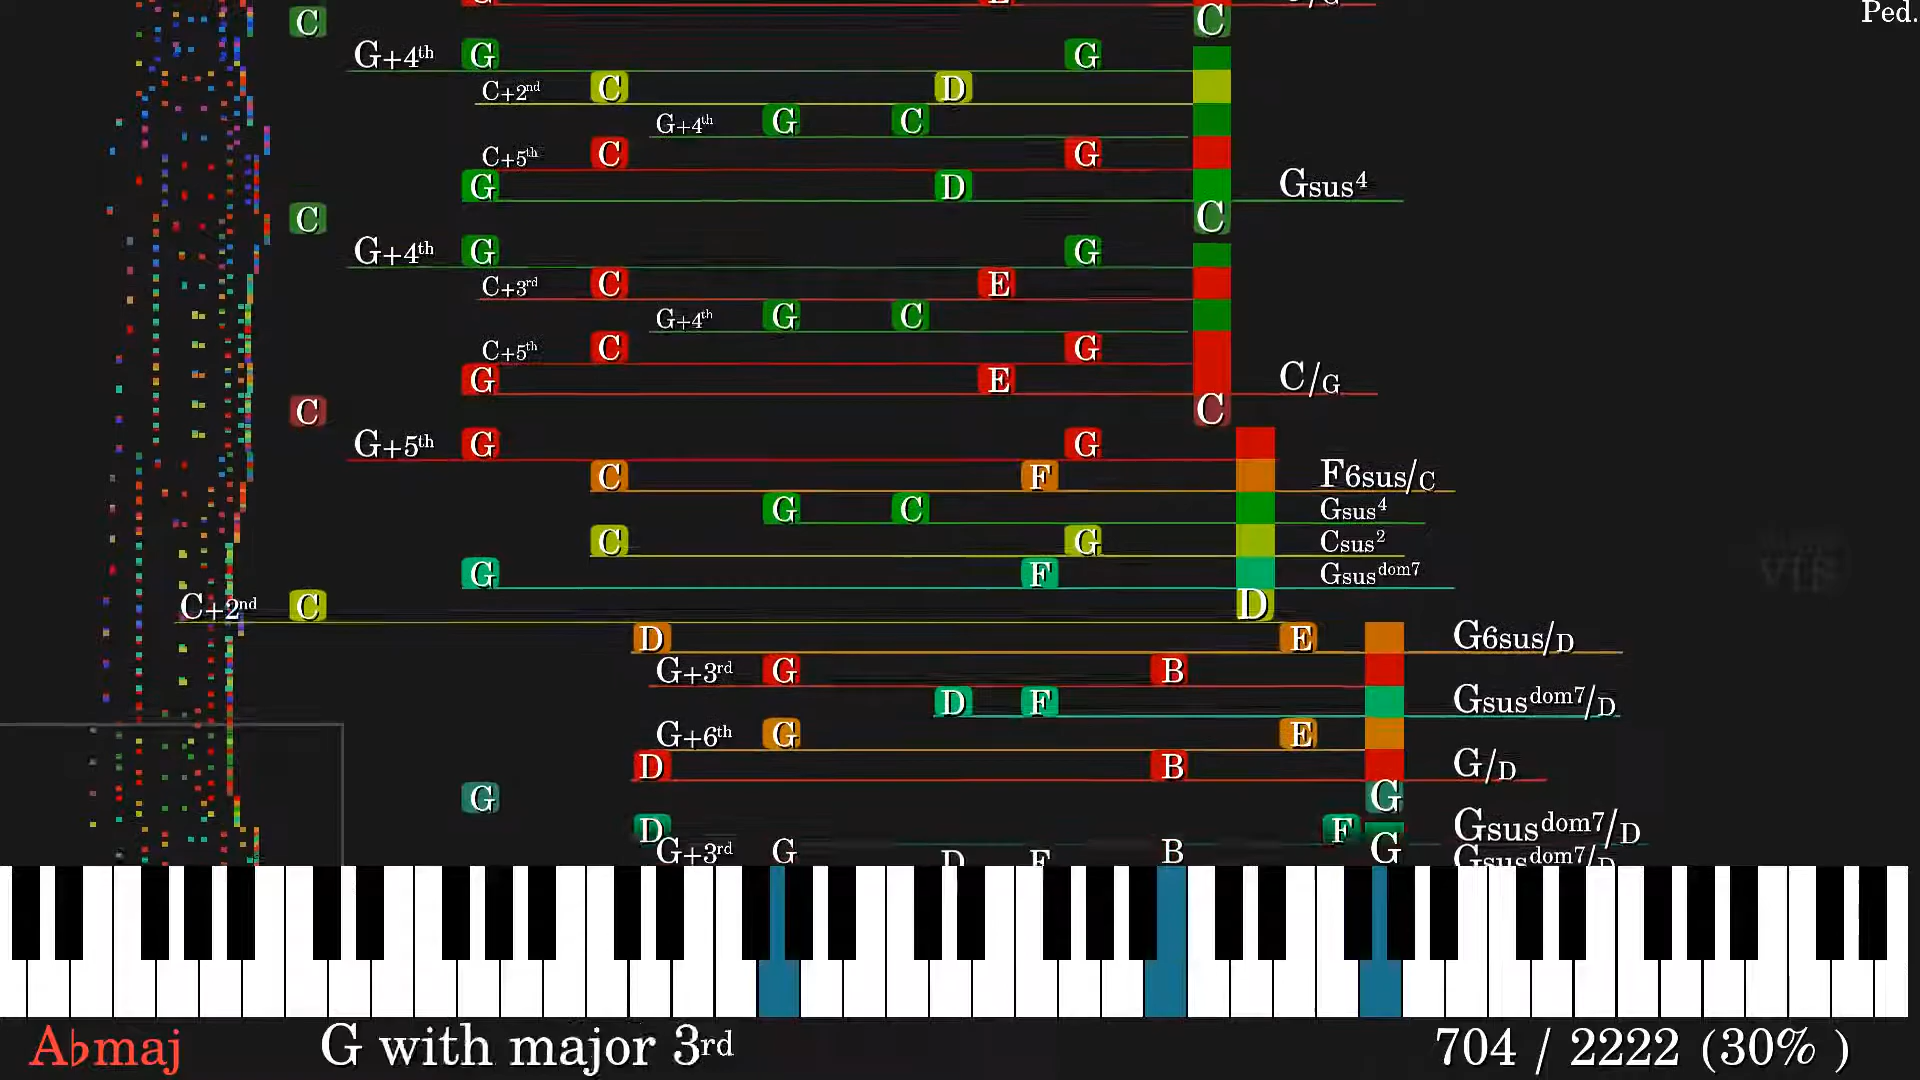 Ped.
C C
G+4th G G
C+2nd C D
G+4th G C
C+5th C G
G D Gsus4
C C
G+4th G G
C+3rd C E
G+4th G C
C+5th C G
G E C/G
C C
G+5th G G
C F F6sus/C
G C Gsus4
C G Csus2
G F Gsusdom7
C+2nd C D
D E G6sus/D
G+3rd G B
D F Gsusdom7/D
G+6th G E
D B G/D
G G
D F Gsusdom7/D
G+3rd G D F B G Gsusdom7/D
A♭maj G with major 3rd 704 / 2222 (30% )